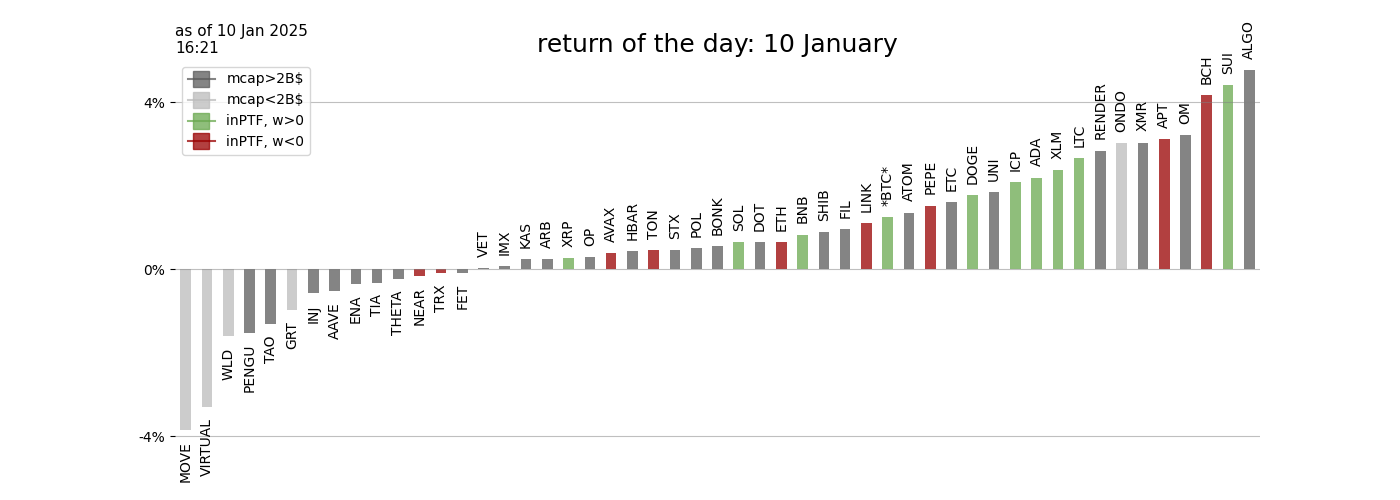 as of 10 Jan 2025
16:21
return of the day: 10 January
mcap>2B$
mcap<2B$
inPTF, w>0
inPTF, w<0
4%
0%
-4%
MOVE
VIRTUAL
WLD
PENGU
TAO
GRT
INJ
AAVE
ENA
TIA
THETA
NEAR
TRX
FET
VET
IMX
KAS
ARB
XRP
OP
AVAX
HBAR
TON
STX
POL
BONK
SOL
DOT
ETH
BNB
SHIB
FIL
LINK
*BTC*
ATOM
PEPE
ETC
DOGE
UNI
ICP
ADA
XLM
LTC
RENDER
ONDO
XMR
APT
OM
BCH
SUI
ALGO